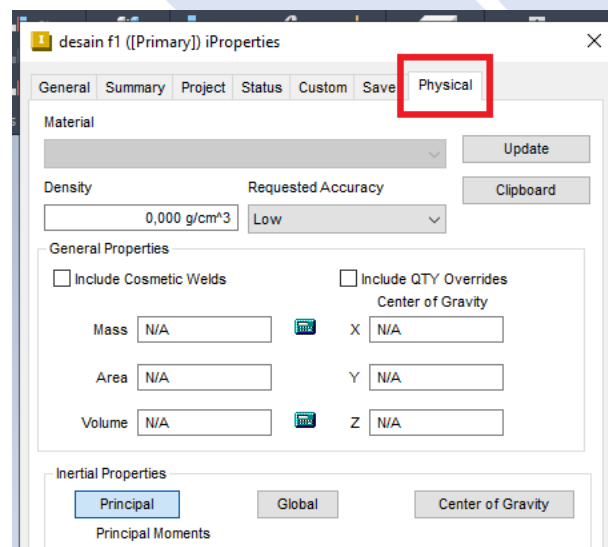 desain f1 ([Primary]) iProperties
General Summary Project Status Custom Save Physical
Material
Update
Density Requested Accuracy
Clipboard
0,000 g/cm^3 Low
General Properties
Include Cosmetic Welds Include QTY Overrides
Center of Gravity
Mass N/A X N/A
Area N/A Y N/A
Volume N/A Z N/A
Inertial Properties
Principal Global Center of Gravity
Principal Moments